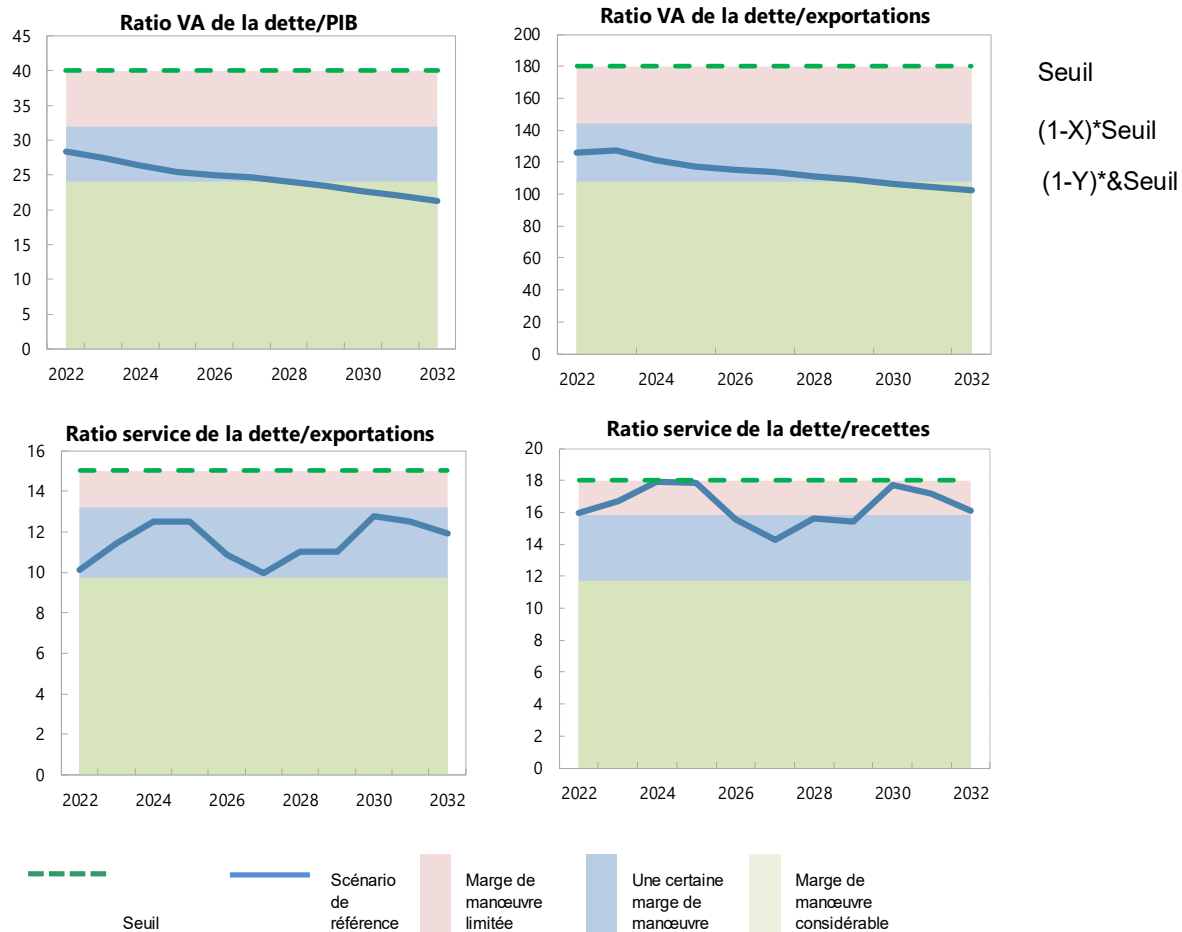 Ratio VA de la dette/PIB
45
40
35
30
25
20
15
10
5
0
2022 2024 2026 2028 2030 2032
Ratio VA de la dette/exportations
200
180
160
140
120
100
80
60
40
20
0
2022 2024 2026 2028 2030 2032
Seuil
(1-X)*Seuil
(1-Y)*&Seuil
Ratio service de la dette/exportations
16
14
12
10
8
6
4
2
0
2022 2024 2026 2028 2030 2032
Ratio service de la dette/recettes
20
18
16
14
12
10
8
6
4
2
0
2022 2024 2026 2028 2030 2032
Seuil
Scénario
de
référence
Marge de
manœuvre
limitée
Une certaine
marge de
manœuvre
Marge de
manœuvre
considérable